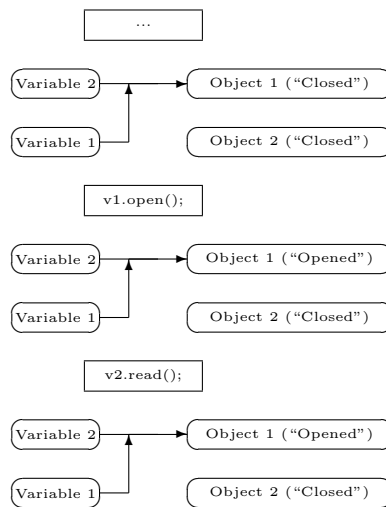 ...
Variable 2 Object 1 (“Closed”)
Variable 1 Object 2 (“Closed”)
v1.open();
Variable 2 Object 1 (“Opened”)
Variable 1 Object 2 (“Closed”)
v2.read();
Variable 2 Object 1 (“Opened”)
Variable 1 Object 2 (“Closed”)